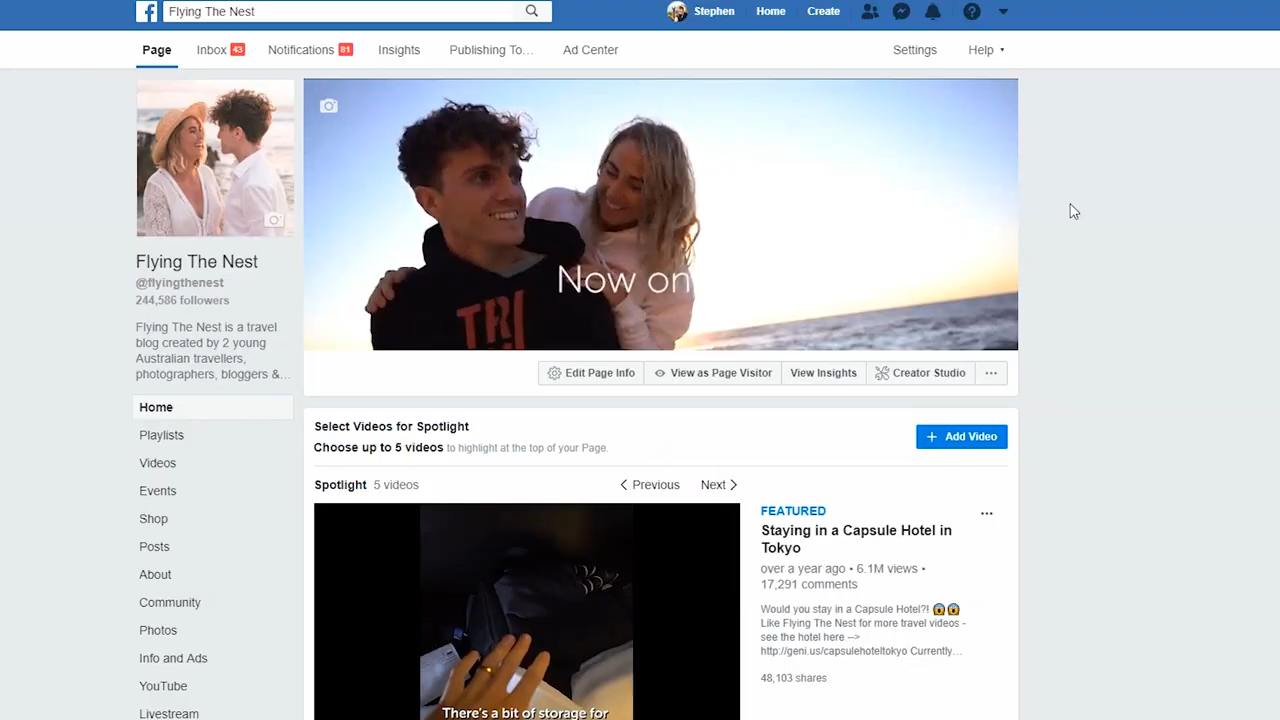 Flying The Nest
Stephen Home Create
Page Inbox 43 Notifications 81 Insights Publishing To... Ad Center Settings Help
Now on
TRI
Flying The Nest
@flyingthenest
244,586 followers
Flying The Nest is a travel
blog created by 2 young
Australian travellers,
photographers, bloggers &...
Edit Page Info View as Page Visitor View Insights Creator Studio ...
Home
Playlists
Videos
Events
Shop
Posts
About
Community
Photos
Info and Ads
YouTube
Livestream
Select Videos for Spotlight
Choose up to 5 videos to highlight at the top of your Page.
+ Add Video
Spotlight 5 videos
Previous Next
There's a bit of storage for
FEATURED
Staying in a Capsule Hotel in
Tokyo
over a year ago • 6.1M views •
17,291 comments
Would you stay in a Capsule Hotel?! 😱😱
Like Flying The Nest for more travel videos -
see the hotel here -->
http://geni.us/capsulehoteltokyo Currently...
48,103 shares